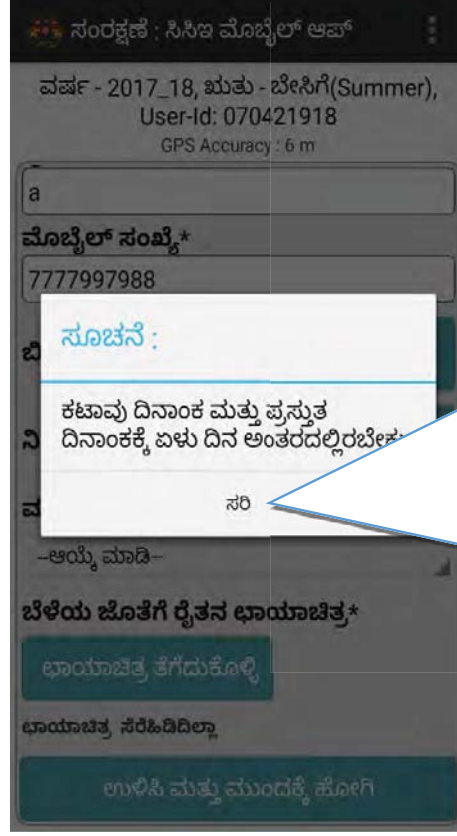 ಸಂರಕ್ಷಣೆ : ಸಿಸಿಇ ಮೊಬೈಲ್ ಆಪ್
ವರ್ಷ - 2017_18, ಋತು - ಬೇಸಿಗೆ(Summer),
User-Id: 070421918
GPS Accuracy : 6 m
a
ಮೊಬೈಲ್ ಸಂಖ್ಯೆ*
7777997988
ಸೂಚನೆ :
ಕಟಾವು ದಿನಾಂಕ ಮತ್ತು ಪ್ರಸ್ತುತ
ದಿನಾಂಕಕ್ಕೆ ಏಳು ದಿನ ಅಂತರದಲ್ಲಿರಬೇಕು
ಸರಿ
--ಆಯ್ಕೆ ಮಾಡಿ--
ಬೆಳೆಯ ಜೊತೆಗೆ ರೈತನ ಛಾಯಾಚಿತ್ರ*
ಛಾಯಾಚಿತ್ರ ತೆಗೆದುಕೊಳ್ಳಿ
ಛಾಯಾಚಿತ್ರ ಸೆರೆಹಿಡಿದಿಲ್ಲಾ
ಉಳಿಸಿ ಮತ್ತು ಮುಂದಕ್ಕೆ ಹೋಗಿ